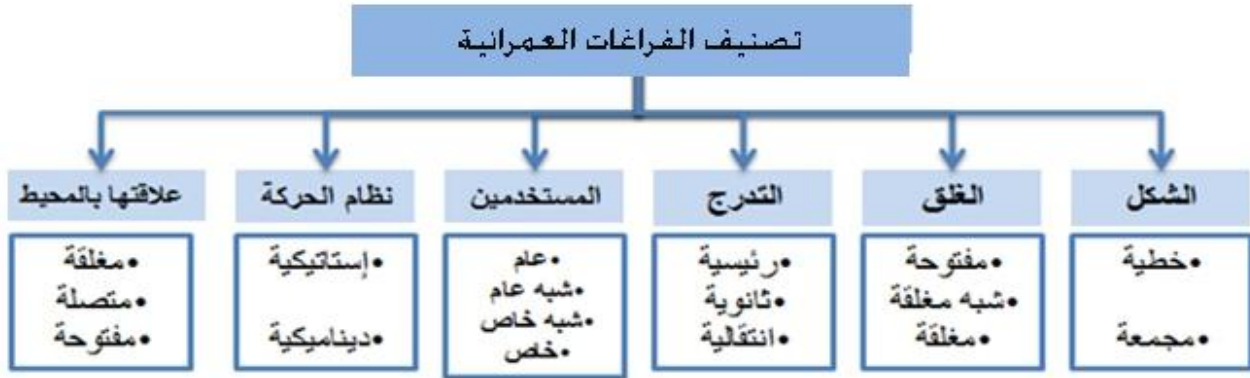 تصنيف الفراغات العمرانية
الشكل
•خطية
•مجمعة
الغلق
•مفتوحة
•شبه مغلقة
•مغلقة
التدرج
•رئيسية
•ثانوية
•انتقالية
المستخدمين
•عام
•شبه عام
•شبه خاص
•خاص
نظام الحركة
•إستاتيكية
•ديناميكية
علاقتها بالمحيط
•مغلقة
•متصلة
•مفتوحة